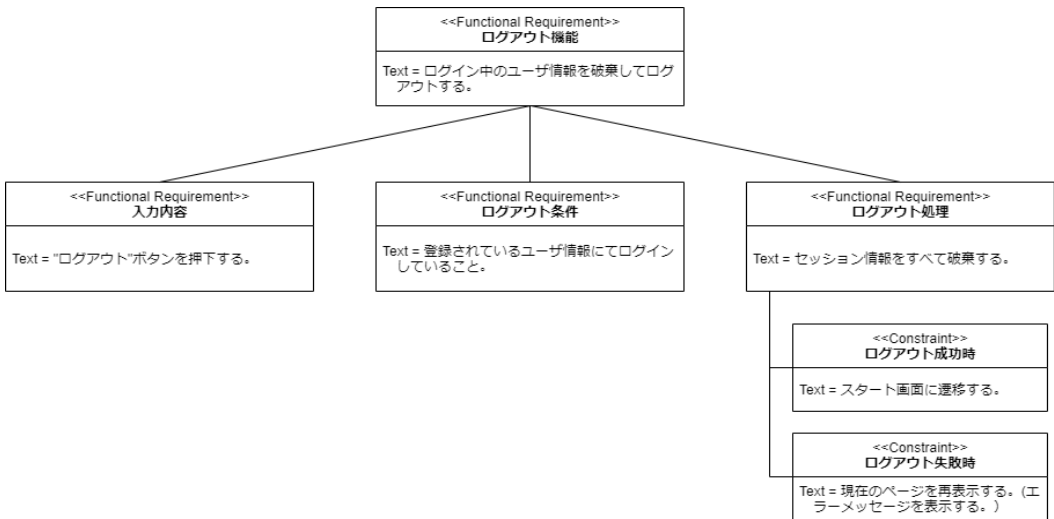 <<Functional Requirement>>
ログアウト機能
Text = ログイン中のユーザ情報を破棄してログ
アウトする。
<<Functional Requirement>>
入力内容
Text = "ログアウト"ボタンを押下する。
<<Functional Requirement>>
ログアウト条件
Text = 登録されているユーザ情報にてログイン
していること。
<<Functional Requirement>>
ログアウト処理
Text = セッション情報をすべて破棄する。
<<Constraint>>
ログアウト成功時
Text = スタート画面に遷移する。
<<Constraint>>
ログアウト失敗時
Text = 現在のページを再表示する。(エ
ラーメッセージを表示する。)